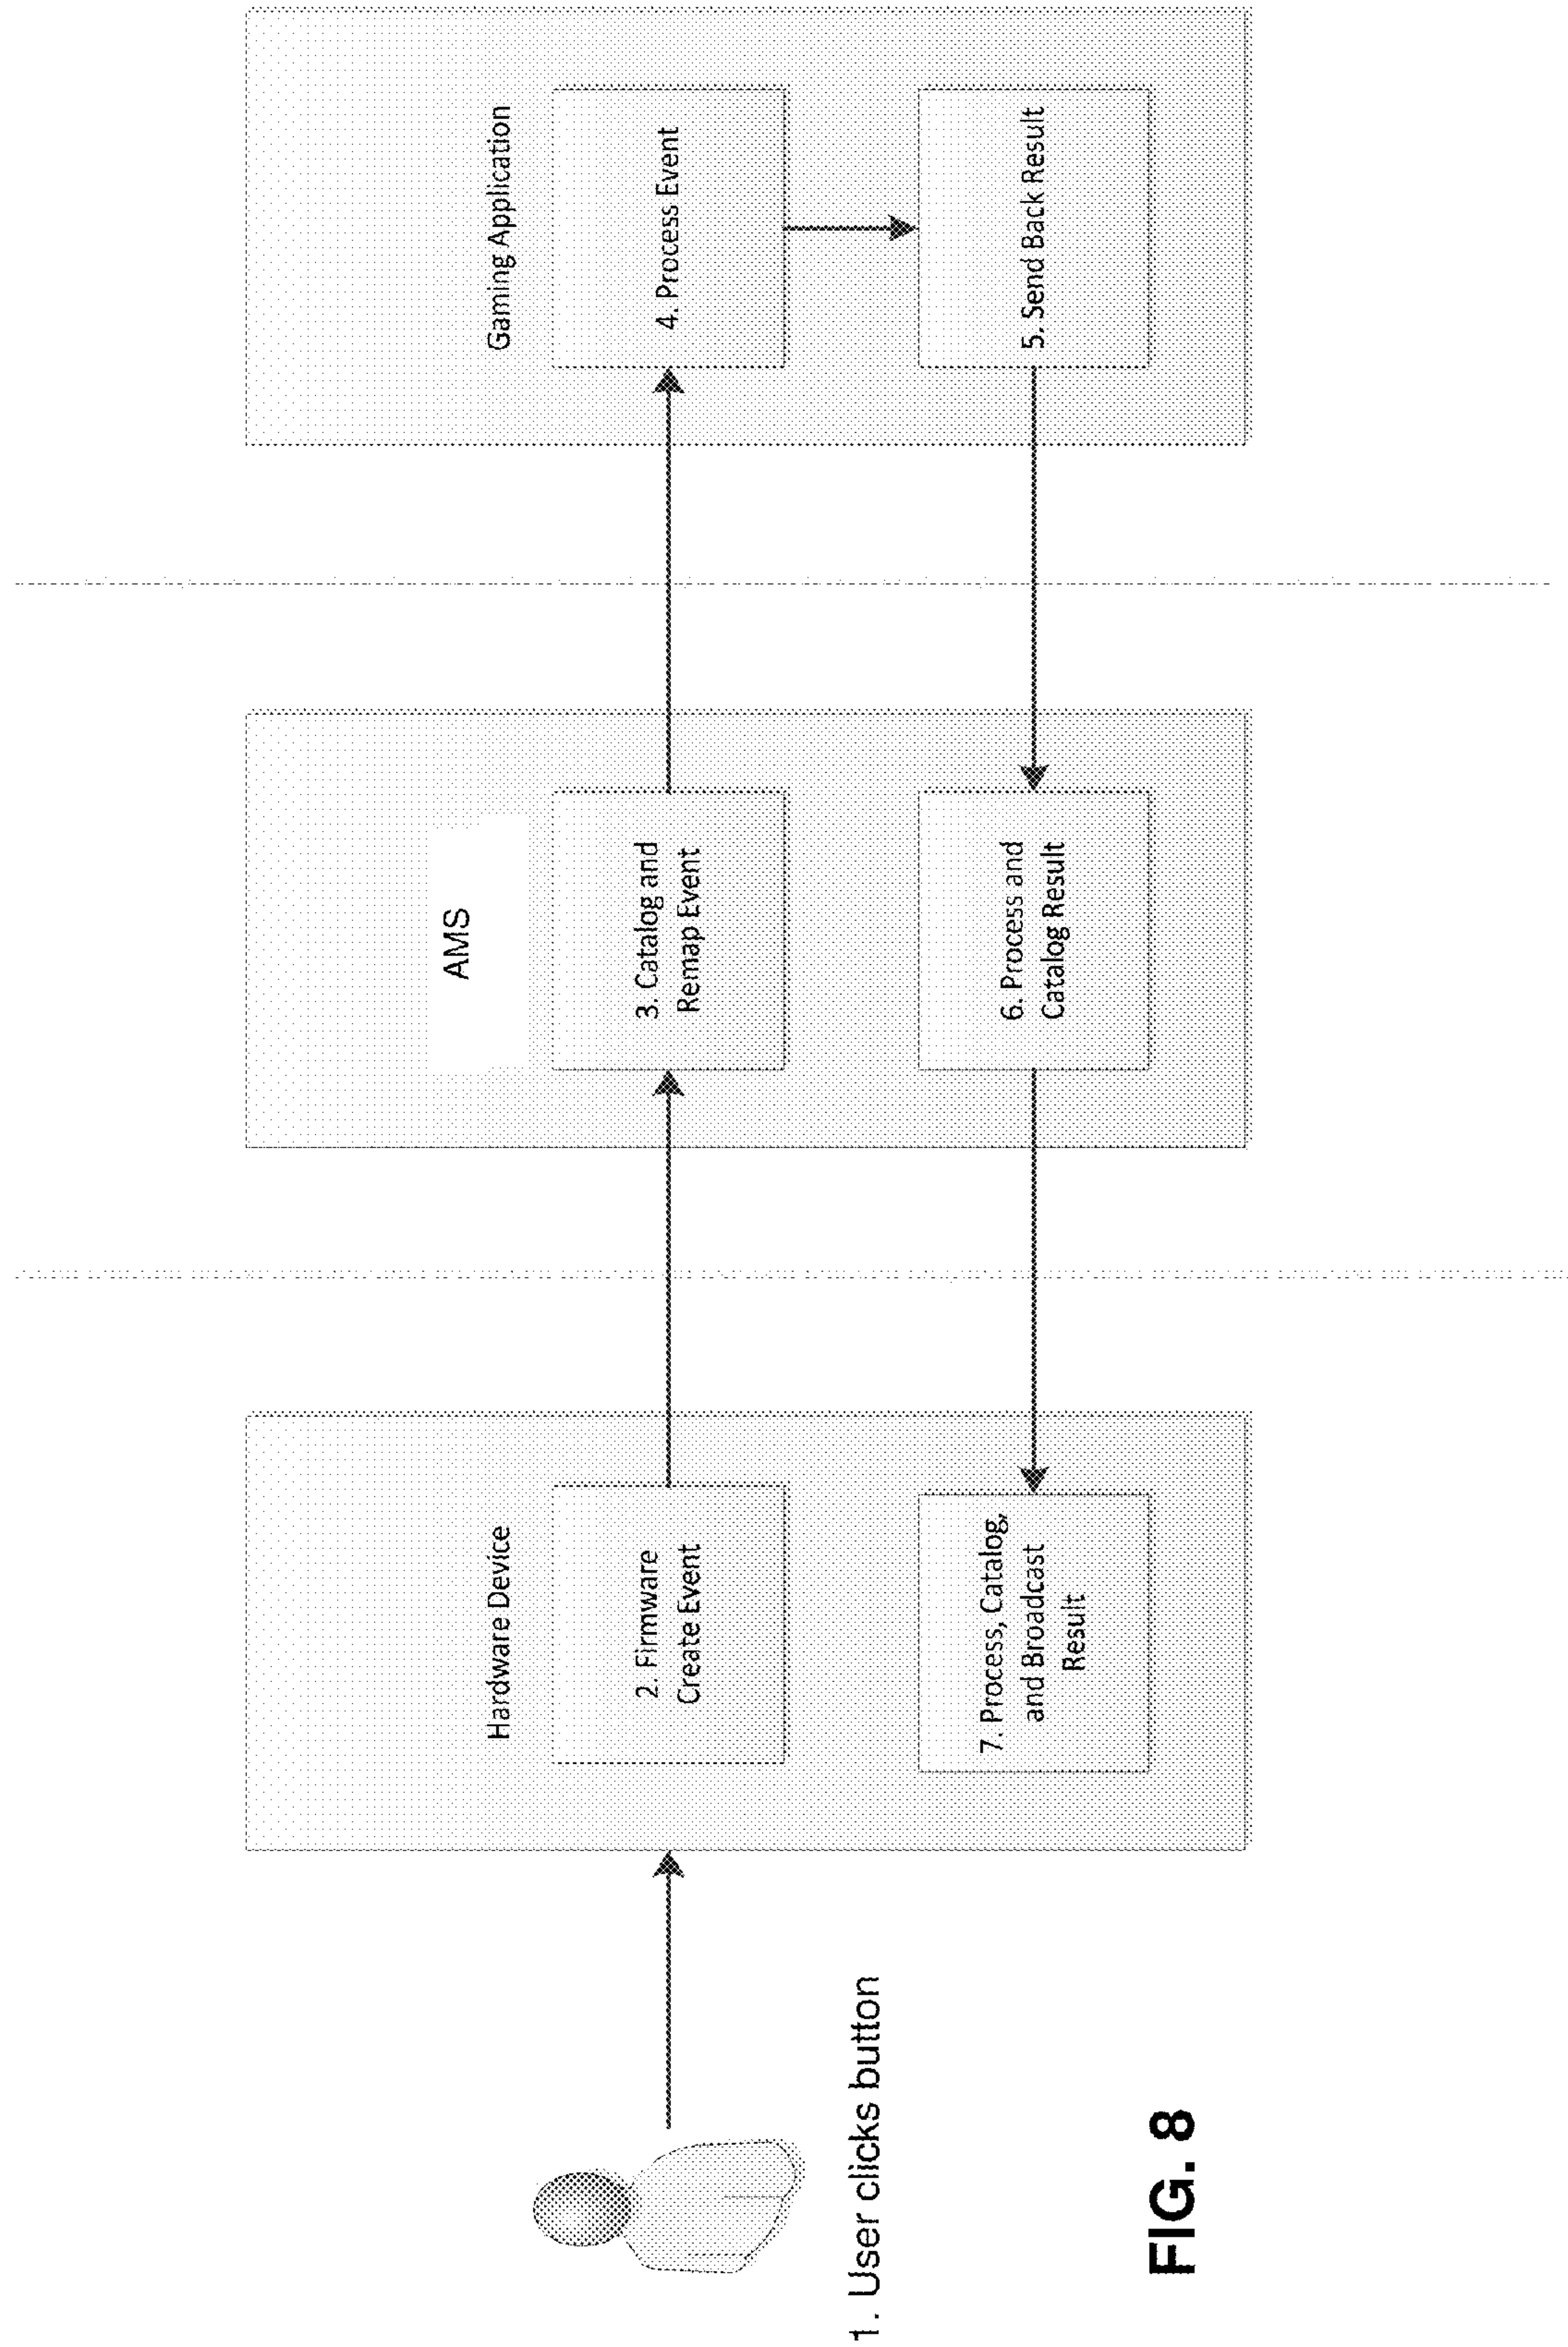 1. User clicks button
Hardware Device
2. Firmware
Create Event
7. Process, Catalog,
and Broadcast
Result
AMS
3. Catalog and
Remap Event
6. Process and
Catalog Result
Gaming Application
4. Process Event
5. Send Back Result
FIG. 8